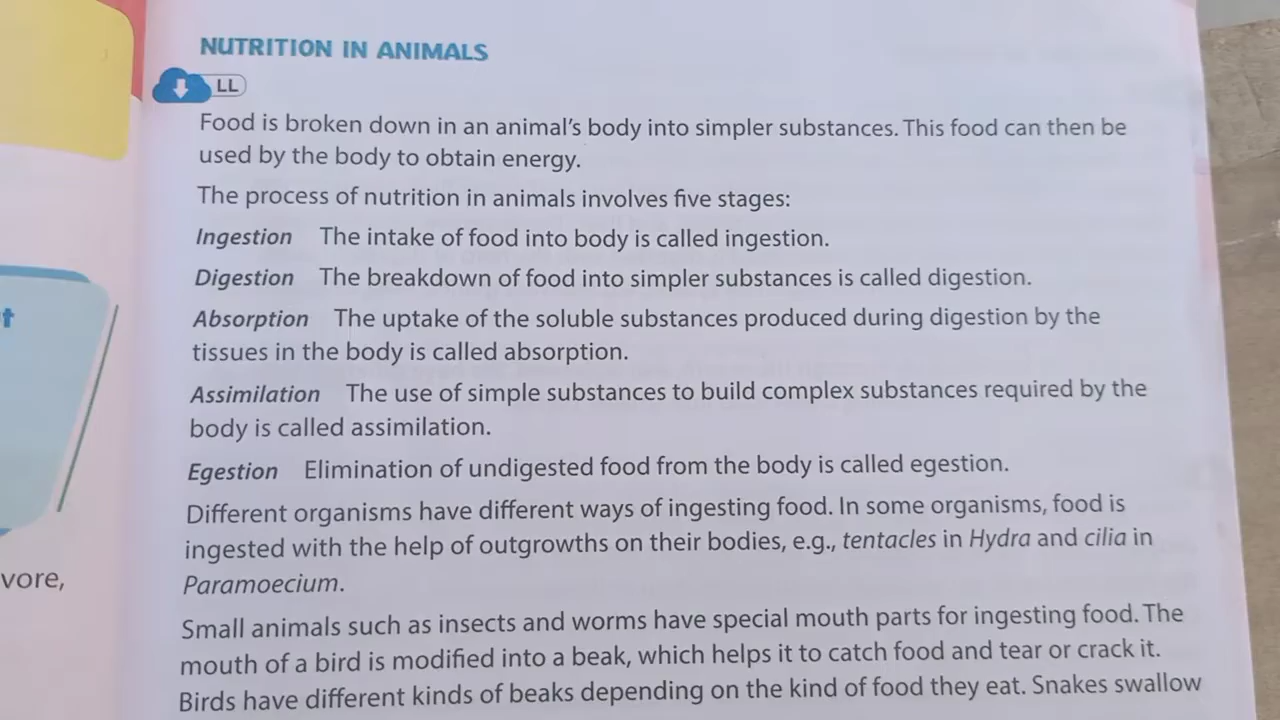 NUTRITION IN ANIMALS
LL
Food is broken down in an animal's body into simpler substances. This food can then be
used by the body to obtain energy.
The process of nutrition in animals involves five stages:
Ingestion The intake of food into body is called ingestion.
Digestion The breakdown of food into simpler substances is called digestion.
Absorption The uptake of the soluble substances produced during digestion by the
tissues in the body is called absorption.
Assimilation The use of simple substances to build complex substances required by the
body is called assimilation.
Egestion Elimination of undigested food from the body is called egestion.
Different organisms have different ways of ingesting food. In some organisms, food is
ingested with the help of outgrowths on their bodies, e.g., tentacles in Hydra and cilia in
Paramoecium.
Small animals such as insects and worms have special mouth parts for ingesting food. The
mouth of a bird is modified into a beak, which helps it to catch food and tear or crack it.
Birds have different kinds of beaks depending on the kind of food they eat. Snakes swallow
t
vore,